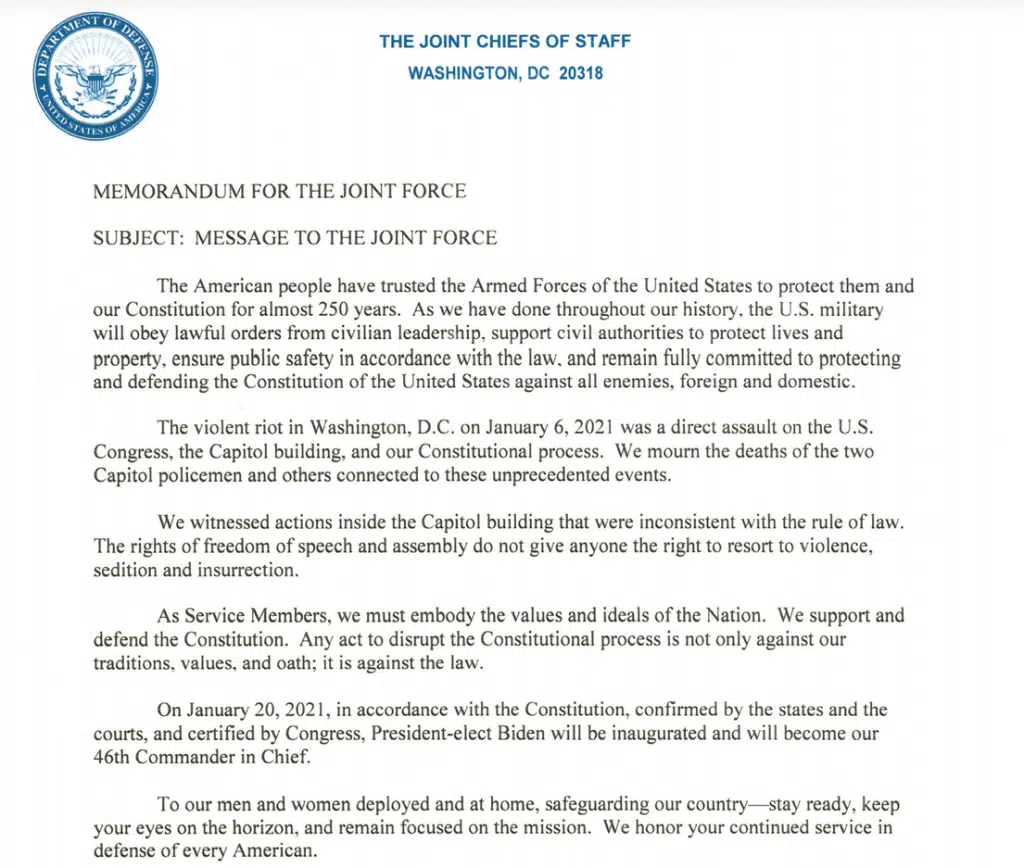 DEPARTMENT OF DEFENSE
UNITED STATES OF AMERICA
THE JOINT CHIEFS OF STAFF
WASHINGTON, DC 20318
MEMORANDUM FOR THE JOINT FORCE
SUBJECT: MESSAGE TO THE JOINT FORCE
The American people have trusted the Armed Forces of the United States to protect them and
our Constitution for almost 250 years. As we have done throughout our history, the U.S. military
will obey lawful orders from civilian leadership, support civil authorities to protect lives and
property, ensure public safety in accordance with the law, and remain fully committed to protecting
and defending the Constitution of the United States against all enemies, foreign and domestic.
The violent riot in Washington, D.C. on January 6, 2021 was a direct assault on the U.S.
Congress, the Capitol building, and our Constitutional process. We mourn the deaths of the two
Capitol policemen and others connected to these unprecedented events.
We witnessed actions inside the Capitol building that were inconsistent with the rule of law.
The rights of freedom of speech and assembly do not give anyone the right to resort to violence,
sedition and insurrection.
As Service Members, we must embody the values and ideals of the Nation. We support and
defend the Constitution. Any act to disrupt the Constitutional process is not only against our
traditions, values, and oath; it is against the law.
On January 20, 2021, in accordance with the Constitution, confirmed by the states and the
courts, and certified by Congress, President-elect Biden will be inaugurated and will become our
46th Commander in Chief.
To our men and women deployed and at home, safeguarding our country—stay ready, keep
your eyes on the horizon, and remain focused on the mission. We honor your continued service in
defense of every American.